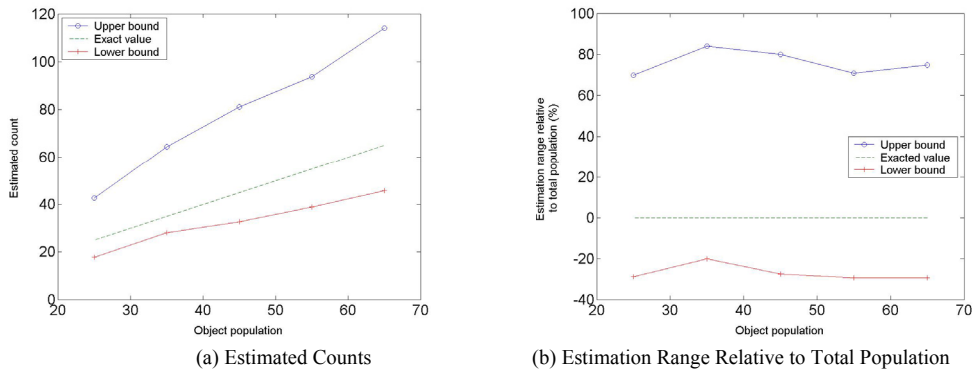 120
100
80
60
40
20
0
20
30
40
50
60
70
Estimated count
Object population
Upper bound
Exact value
Lower bound
(a) Estimated Counts
100
80
60
40
20
0
-20
-40
20
30
40
50
60
70
Estimation range relative
to total population (%)
Object population
Upper bound
Exacted value
Lower bound
(b) Estimation Range Relative to Total Population